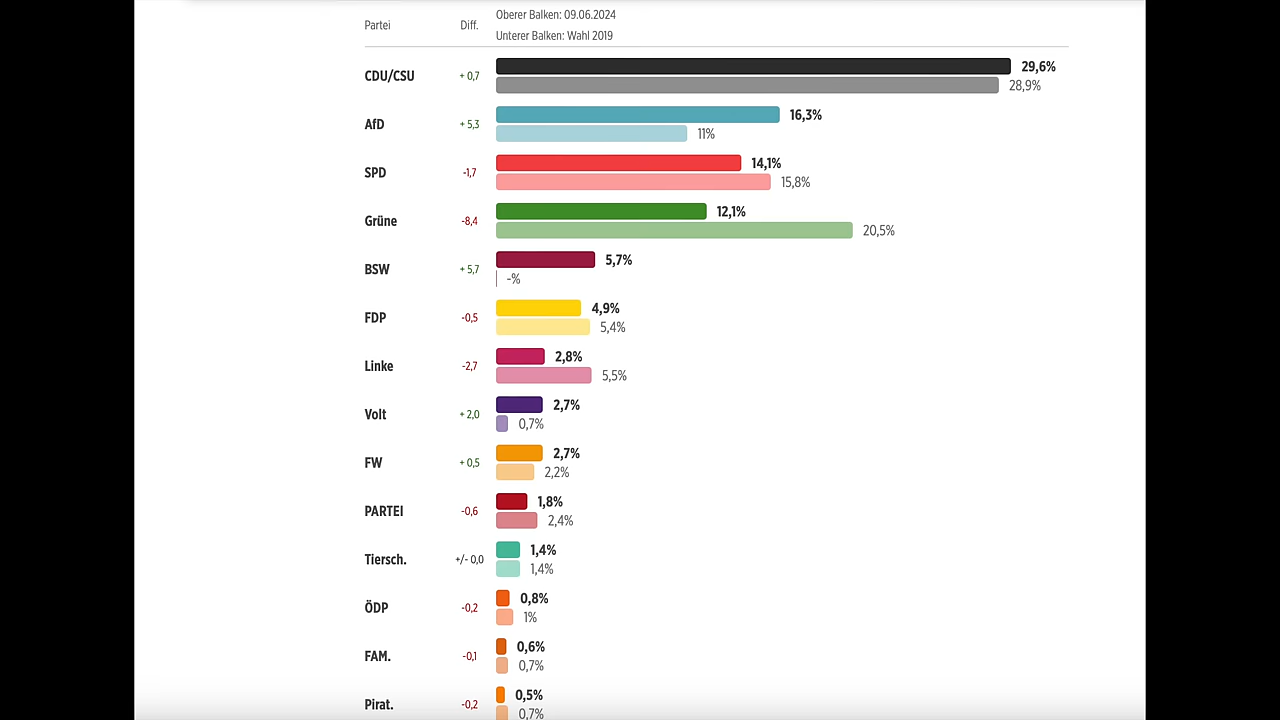 Partei Diff. Oberer Balken: 09.06.2024
Unterer Balken: Wahl 2019
CDU/CSU + 0,7 29,6%
28,9%
AfD + 5,3 16,3%
11%
SPD -1,7 14,1%
15,8%
Grüne -8,4 12,1%
20,5%
BSW + 5,7 5,7%
-%
FDP -0,5 4,9%
5,4%
Linke -2,7 2,8%
5,5%
Volt + 2,0 2,7%
0,7%
FW + 0,5 2,7%
2,2%
PARTEI -0,6 1,8%
2,4%
Tiersch. +/- 0,0 1,4%
1,4%
ÖDP -0,2 0,8%
1%
FAM. -0,1 0,6%
0,7%
Pirat. -0,2 0,5%
0,7%